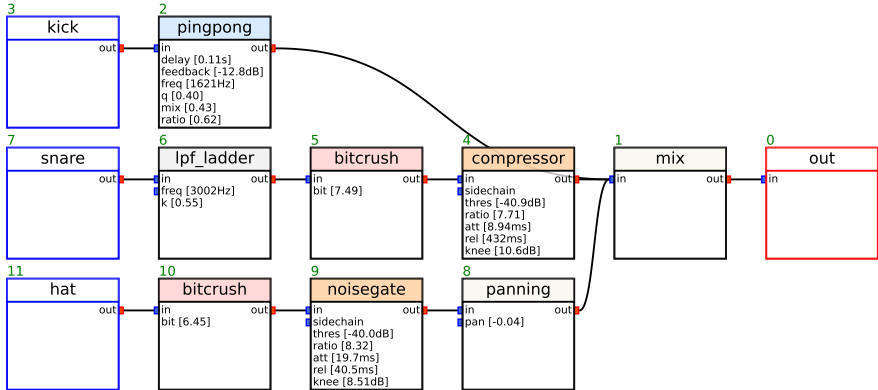 3
kick
out
2
pingpong
in out
delay [0.11s]
feedback [-12.8dB]
freq [1621Hz]
q [0.40]
mix [0.43]
ratio [0.62]
7
snare
out
6
lpf_ladder
in out
freq [3002Hz]
k [0.55]
5
bitcrush
in out
bit [7.49]
4
compressor
in out
sidechain
thres [-40.9dB]
ratio [7.71]
att [8.94ms]
rel [432ms]
knee [10.6dB]
1
mix
in out
0
out
in
11
hat
out
10
bitcrush
in out
bit [6.45]
9
noisegate
in out
sidechain
thres [-40.0dB]
ratio [8.32]
att [19.7ms]
rel [40.5ms]
knee [8.51dB]
8
panning
in out
pan [-0.04]